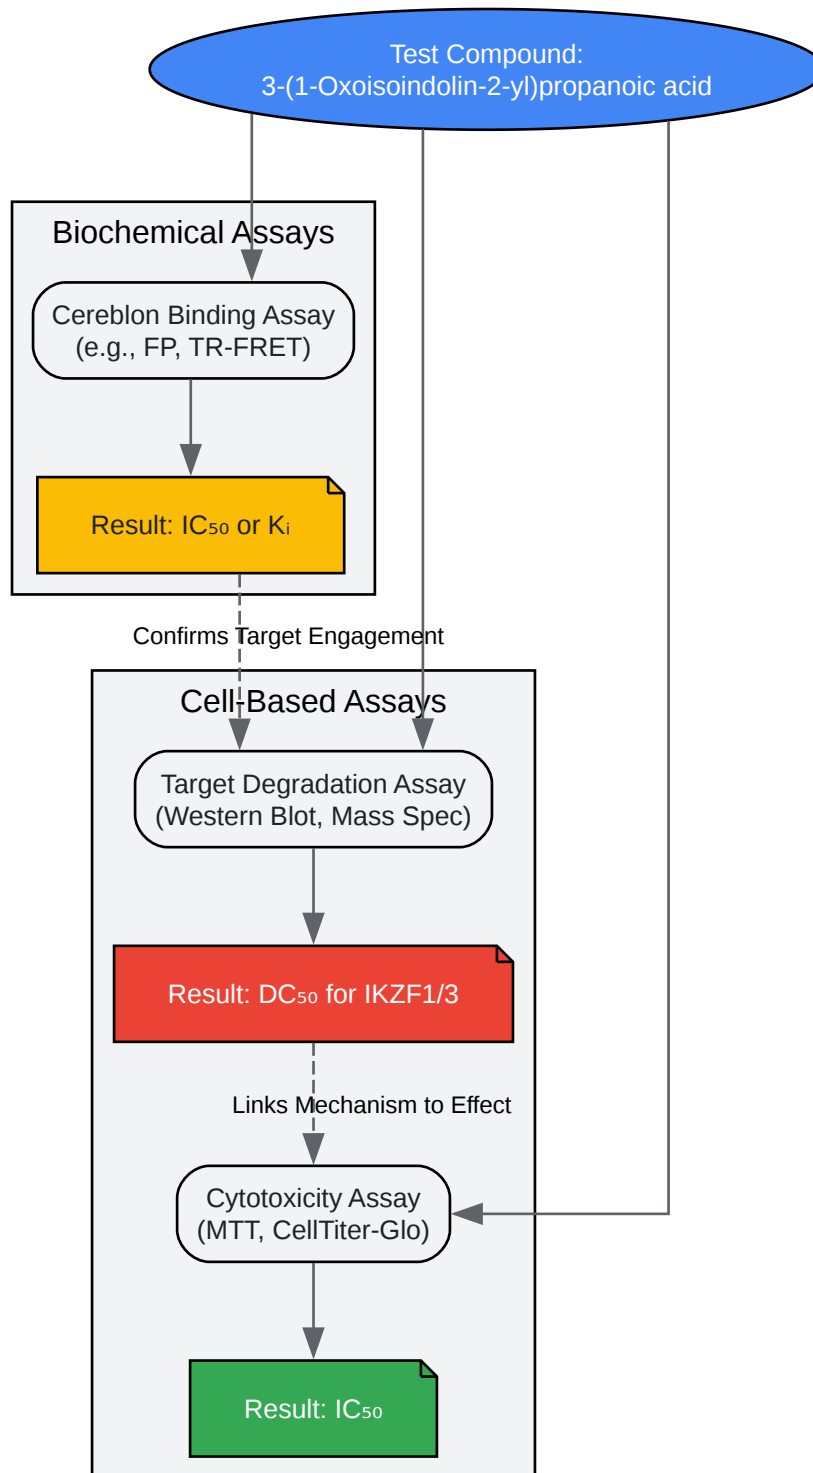 Test Compound:
3-(1-Oxoisoindolin-2-yl)propanoic acid
Biochemical Assays
Cereblon Binding Assay
(e.g., FP, TR-FRET)
Result: IC₅₀ or Kᵢ
Confirms Target Engagement
Cell-Based Assays
Target Degradation Assay
(Western Blot, Mass Spec)
Result: DC₅₀ for IKZF1/3
Links Mechanism to Effect
Cytotoxicity Assay
(MTT, CellTiter-Glo)
Result: IC₅₀